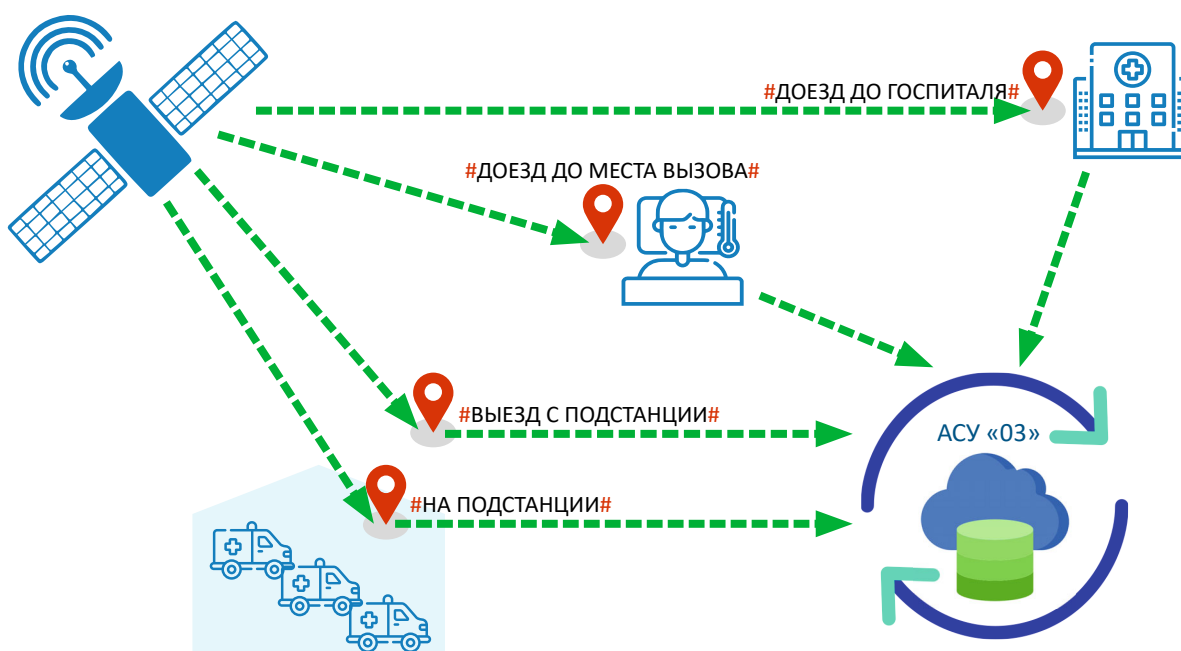 #ДОЕЗД ДО ГОСПИТАЛЯ#
#ДОЕЗД ДО МЕСТА ВЫЗОВА#
#ВЫЕЗД С ПОДСТАНЦИИ#
АСУ «03»
#НА ПОДСТАНЦИИ#